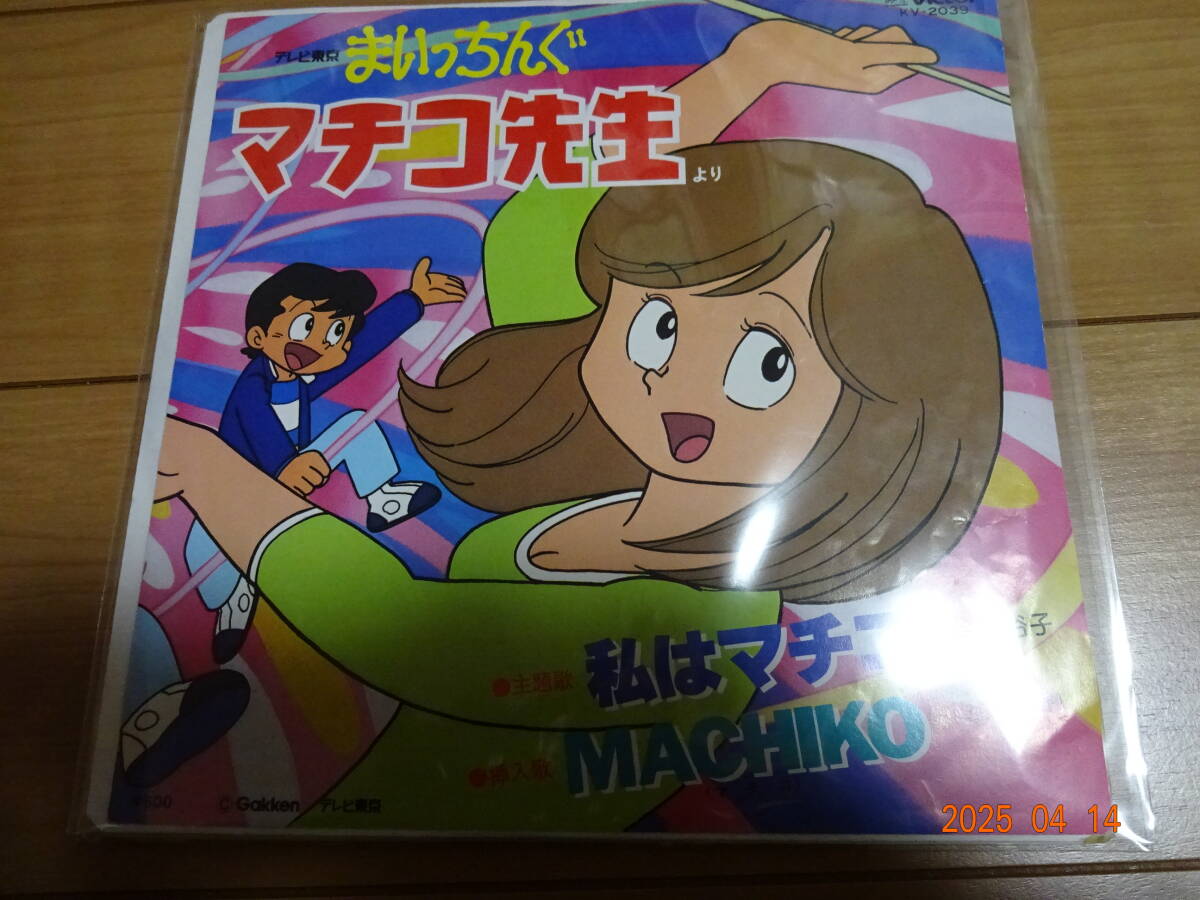 KV-2039
テレビ東京 まいっちんぐ
マチコ先生より
●主題歌 私はマチコ
●挿入歌 MACHIKO
¥600 © Gakken テレビ東京
2025 04 14